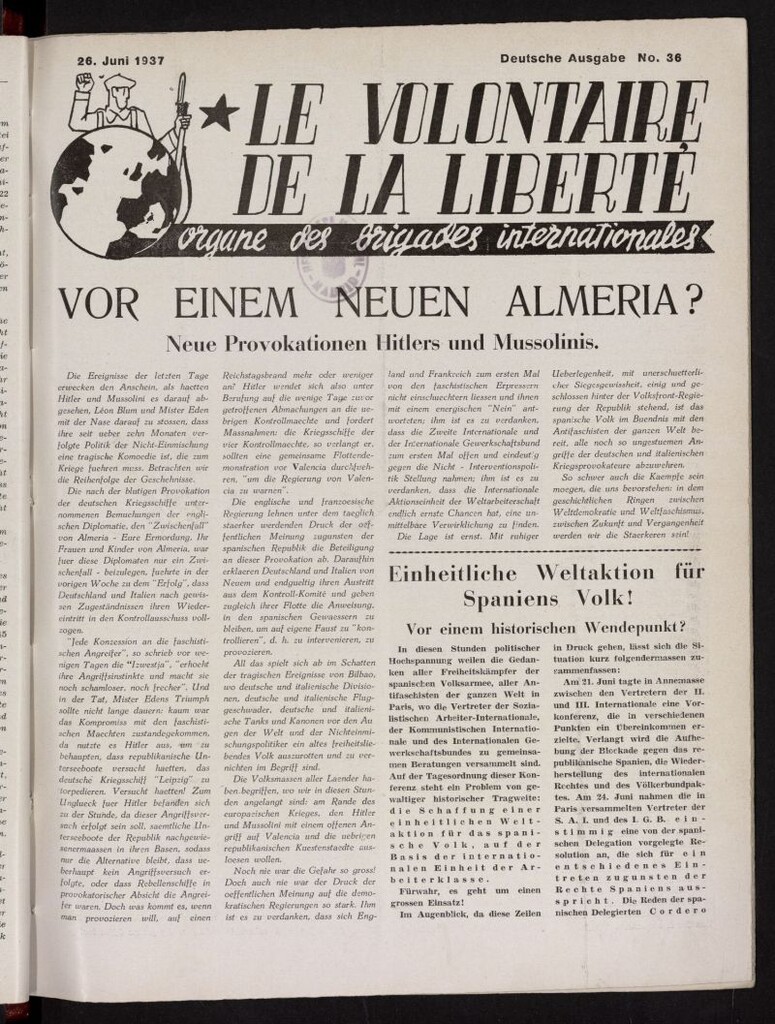 26. Juni 1937
Deutsche Ausgabe No. 36
LE VOLONTAIRE
DE LA LIBERTÉ
organe des brigades internationales
VOR EINEM NEUEN ALMERIA?
Neue Provokationen Hitlers und Mussolinis.
Die Ereignisse der letzten Tage
erwecken den Anschein, als haetten
Hitler und Mussolini es darauf ab-
gesehen, Léon Blum und Mister Eden
mit der Nase darauf zu stossen, dass
ihre seit ueber zehn Monaten ver-
folgte Politik der Nicht-Einmischung
eine tragische Komoedie ist, die zum
Kriege fuehren muss. Betrachten wir
die Reihenfolge der Geschehnisse.
Die nach der blutigen Provokation
der deutschen Kriegsschiffe unter-
nommenen Bemuehungen der englis-
chen Diplomatie, den "Zwischenfall"
von Almeria - Eure Ermordung, Ihr
Frauen und Kinder von Almeria, war
fuer diese Diplomaten nur ein Zwi-
schenfall - beizulegen, fuehrte in der
vorigen Woche zu dem "Erfolg", dass
Deutschland und Italien nach gewis-
sen Zugeständnissen ihren Wieder-
eintritt in den Kontrollausschuss voll-
zogen.
"Jede Konzession an die faschisti-
schen Angreifer", so schrieb vor we-
nigen Tagen die "Iswestja", "erhoeht
ihre Angriffsinstinkte und macht sie
noch schamloser, noch frecher". Und
in der Tat, Mister Edens Triumph
sollte nicht lange dauern: kaum war
das Kompromiss mit den faschisti-
schen Maechten zustandegekommen,
da nutzte es Hitler aus, um zu
behaupten, dass republikanische Un-
terseeboote versucht haetten, das
deutsche Kriegsschiff "Leipzig" zu
torpedieren. Versucht haetten! Zum
Unglueck fuer Hitler befanden sich
zu der Stunde, da dieser Angriffsver-
such erfolgt sein soll, saemtliche Un-
terseeboote der Republik nachgewie-
senermaassen in ihren Basen, sodass
nur die Alternative bleibt, dass ue-
berhaupt kein Angriffsversuch er-
folgte, oder dass Rebellenschiffe in
provokatorischer Absicht die Angrei-
fer waren. Doch was kommt es, wenn
man provozieren will, auf einen
Reichstagsbrand mehr oder weniger
an? Hitler wendet sich also unter
Berufung auf die wenige Tage zuvor
getroffenen Abmachungen an die ue-
brigen Kontrollmaechte und fordert
Massnahmen: die Kriegsschiffe der
vier Kontrollmaechte, so verlangt er,
sollten eine gemeinsame Flottende-
monstration vor Valencia durchfueh-
ren, "um die Regierung von Valen-
cia zu warnen".
Die englische und franzoesische
Regierung lehnen unter dem taeglich
staerker werdenden Druck der oef-
fentlichen Meinung zugunsten der
spanischen Republik die Beteiligung
an dieser Provokation ab. Daraufhin
erklaeren Deutschland und Italien von
Neuem und endgueltig ihren Austritt
aus dem Kontroll-Komité und geben
zugleich ihrer Flotte die Anweisung,
in den spanischen Gewaessern zu
bleiben, um auf eigene Faust zu "kon-
trollieren", d. h. zu intervenieren, zu
provozieren.
All das spielt sich ab im Schatten
der tragischen Ereignisse von Bilbao,
wo deutsche und italienische Divisio-
nen, deutsche und italienische Flug-
geschwader, deutsche und italieni-
sche Tanks und Kanonen vor den Au-
gen der Welt und der Nichteinmi-
schungspolitiker ein altes freiheitslie-
bendes Volk auszurotten und zu ver-
nichten im Begriff sind.
Die Volksmassen aller Laender ha-
ben begriffen, wo wir in diesen Stun-
den angelangt sind: am Rande des
europaischen Krieges, den Hitler
und Mussolini mit einem offenen An-
griff auf Valencia und die uebrigen
republikanischen Kuestenstaedte aus-
loesen wollen.
Noch nie war die Gefahr so gross!
Doch auch nie war der Druck der
oeffentlichen Meinung auf die demo-
kratischen Regierungen so stark. Ihm
ist es zu verdanken, dass sich Eng-
land und Frankreich zum ersten Mal
von den faschistischen Erpressern
nicht einschuechtern liessen und ihnen
mit einem energischen "Nein" ant-
worteten; ihm ist es zu verdanken,
dass die Zweite Internationale und
der Internationale Gewerkschaftsbund
zum ersten Mal offen und eindeutig
gegen die Nicht - Interventionspoli-
tik Stellung nahmen; ihm ist es zu
verdanken, dass die Internationale
Aktionseinheit der Weltarbeiterschaft
endlich ernste Chancen hat, eine un-
mittelbare Verwirklichung zu finden.
Die Lage ist ernst. Mit ruhiger
Ueberlegenheit, mit unerschuetterli-
cher Siegesgewissheit, einig und ge-
schlossen hinter der Volksfront-Regie-
rung der Republik stehend, ist das
spanische Volk im Buendnis mit den
Antifaschisten der ganzen Welt be-
reit, alle noch so ungestuemen An-
griffe der deutschen und italienischen
Kriegsprovokateure abzuwehren.
So schwer auch die Kaempfe sein
moegen, die uns bevorstehen: in dem
geschichtlichen Ringen zwischen
Weltdemokratie und Weltfaschismus,
zwischen Zukunft und Vergangenheit
werden wir die Staerkeren sein!
Einheitliche Weltaktion für
Spaniens Volk!
Vor einem historischen Wendepunkt?
In diesen Stunden politischer
Hochspannung weilen die Gedan-
ken aller Freiheitskämpfer der
spanischen Volksarmee, aller An-
tifaschisten der ganzen Welt in
Paris, wo die Vertreter der Sozia-
listischen Arbeiter-Internationale,
der Kommunistischen Internatio-
nale und des Internationalen Ge-
werkschaftsbundes zu gemeinsa-
men Beratungen versammelt sind.
Auf der Tagesordnung dieser Kon-
ferenz steht ein Problem von ge-
waltiger historischer Tragweite:
die Schaffung einer
einheitlichen Welt-
aktion für das spani-
sche Volk, auf der
Basis der internatio-
nalen Einheit der Ar-
beiterklasse.
Fürwahr, es geht um einen
grossen Einsatz!
Im Augenblick, da diese Zeilen
in Druck gehen, lässt sich die Si-
tuation kurz folgendermassen zu-
sammenfassen:
Am 21. Juni tagte in Annemasse
zwischen den Vertretern der II.
und III. Internationale eine Vor-
konferenz, die in verschiedenen
Punkten ein Übereinkommen er-
zielte. Verlangt wird die Aufhe-
bung der Blockade gegen das re-
publikanische Spanien, die Wieder-
herstellung des internationalen
Rechtes und des Völkerbundpak-
tes. Am 24. Juni nahmen die in
Paris versammelten Vertreter der
S. A. I. und des I. G. B. ein-
stimmig eine von der spani-
schen Delegation vorgelegte Re-
solution an, die sich für ein
entschiedenes Ein-
treten zugunsten der
Rechte Spaniens aus-
spricht. Die Reden der spa-
nischen Delegierten Cordero